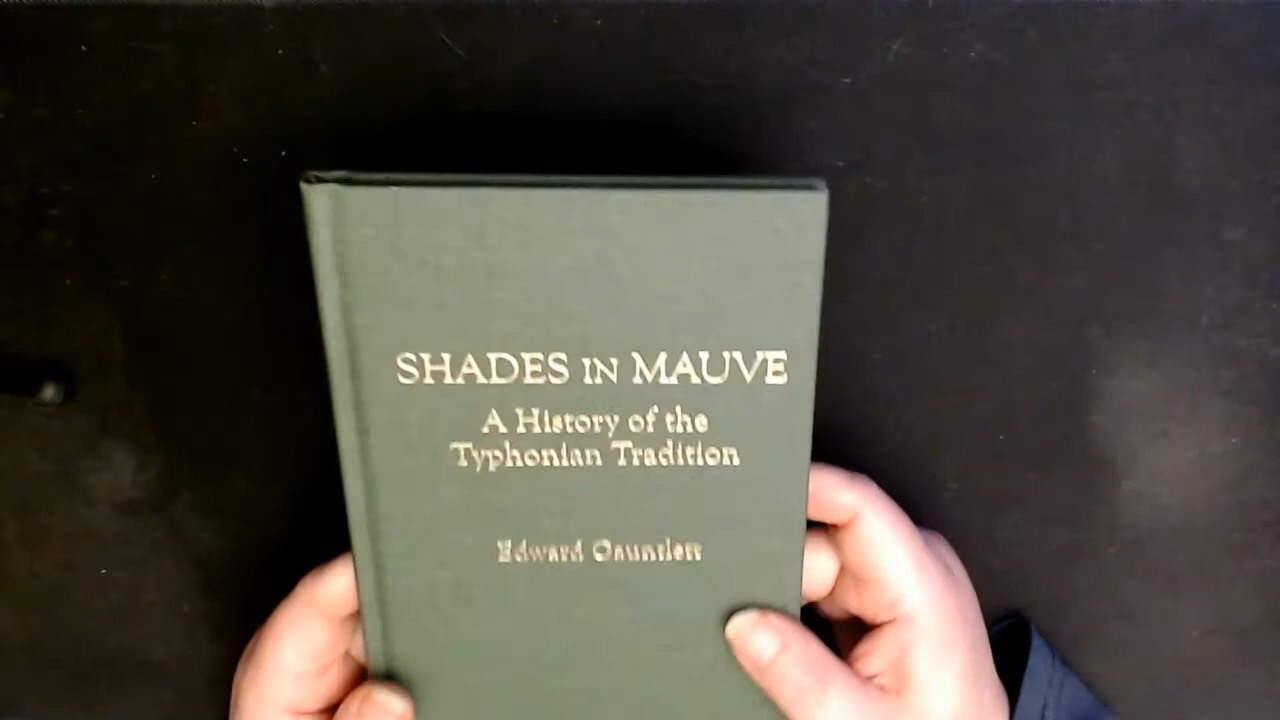 SHADES IN MAUVE
A History of the
Typhonian Tradition
Edward Gauntlett